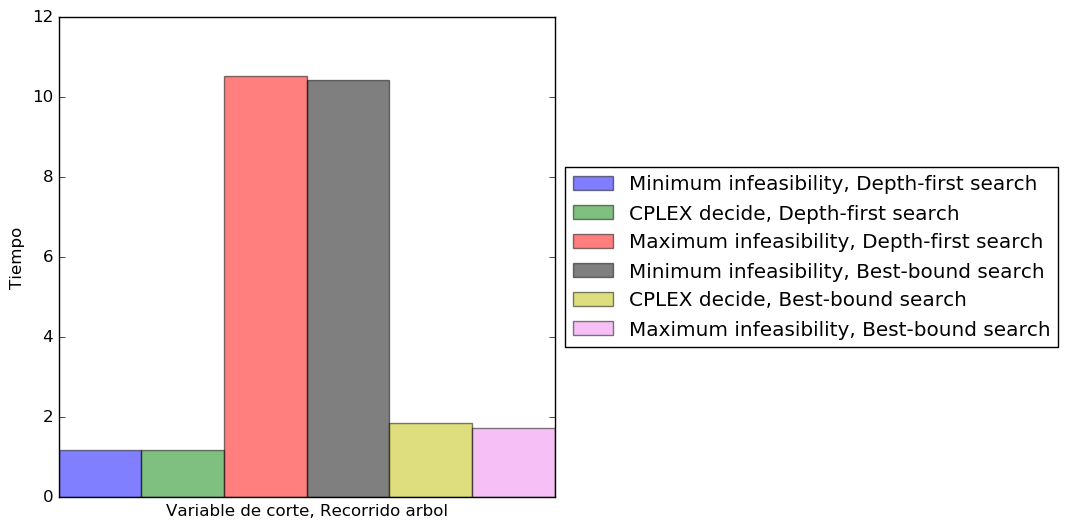 12
10
8
6
4
2
0
Tiempo
Variable de corte, Recorrido arbol
Minimum infeasibility, Depth-first search
CPLEX decide, Depth-first search
Maximum infeasibility, Depth-first search
Minimum infeasibility, Best-bound search
CPLEX decide, Best-bound search
Maximum infeasibility, Best-bound search